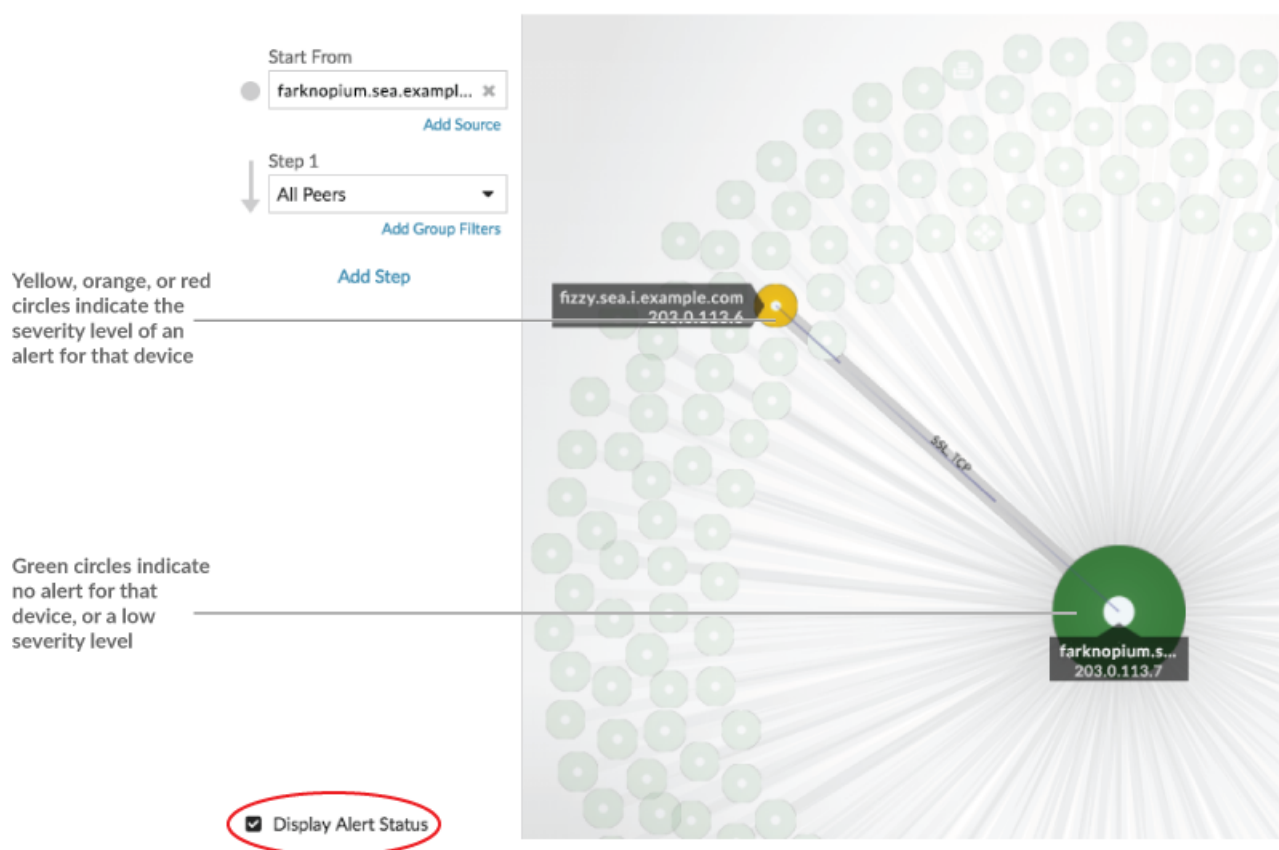 Start From
farknopium.sea.exampl...
Add Source
Step 1
All Peers
Add Group Filters
Add Step
Yellow, orange, or red
circles indicate the
severity level of an
alert for that device
fizzy.sea.i.example.com
203.0.113.6
SSL, TCP
Green circles indicate
no alert for that
device, or a low
severity level
farknopium.s...
203.0.113.7
Display Alert Status